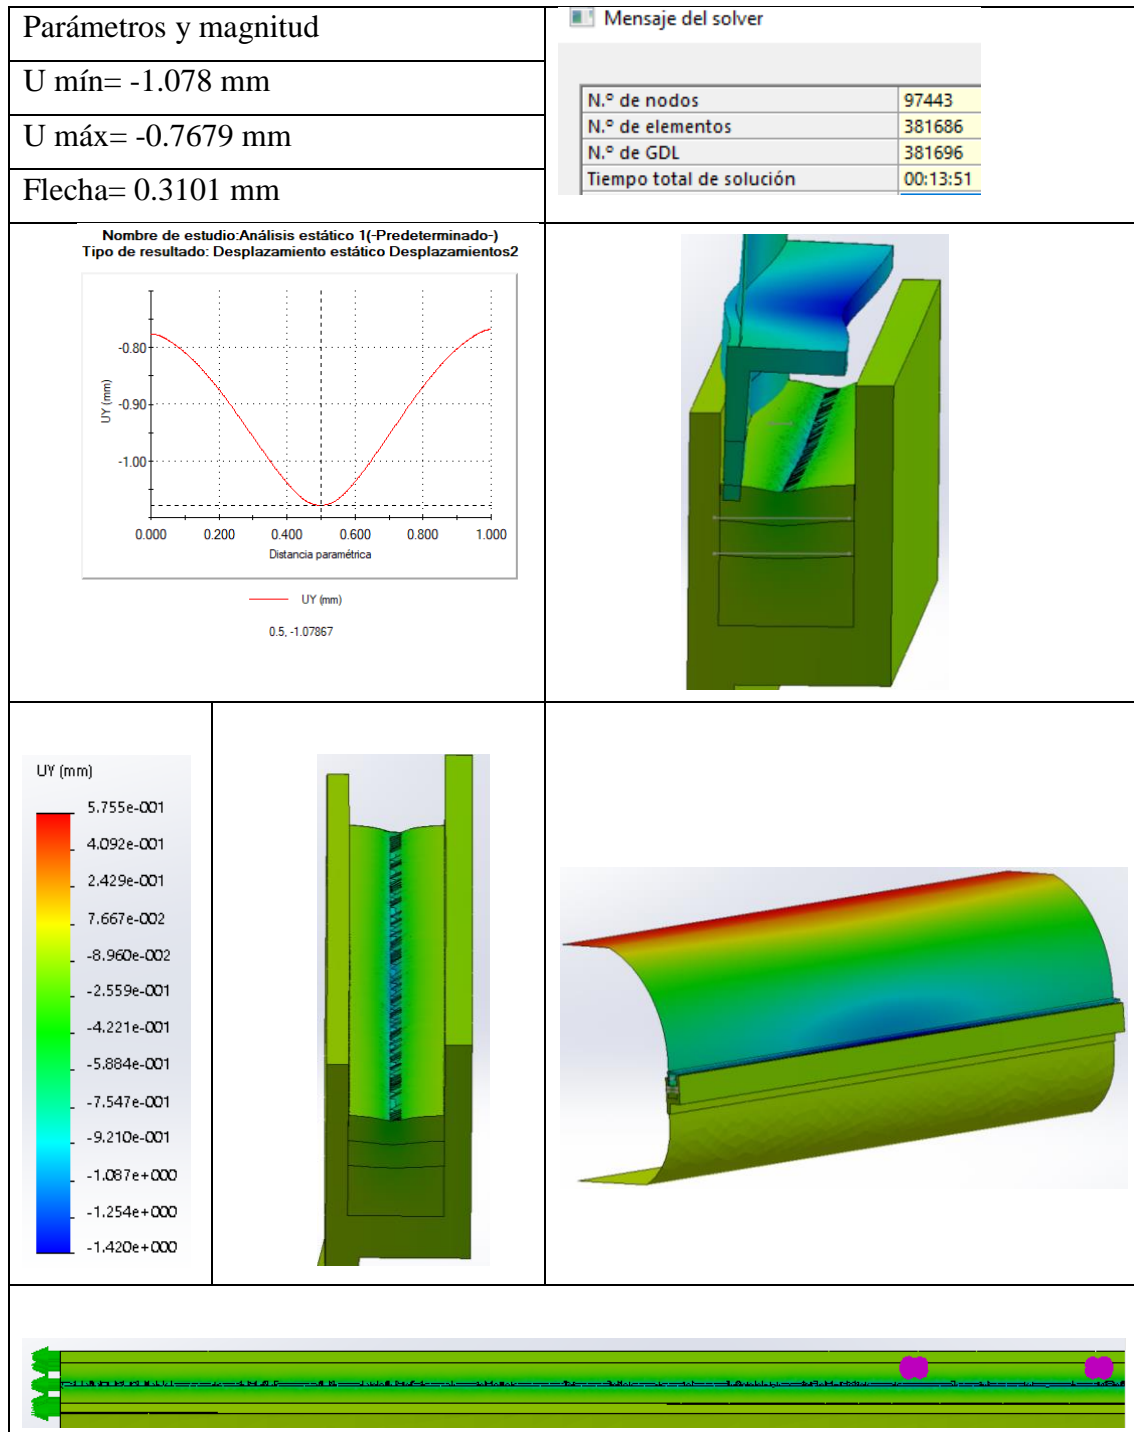 Parámetros y magnitud
U mín= -1.078 mm
U máx= -0.7679 mm
Flecha= 0.3101 mm
Mensaje del solver
N.º de nodos 97443
N.º de elementos 381686
N.º de GDL 381696
Tiempo total de solución 00:13:51
Nombre de estudio:Análisis estático 1(-Predeterminado-)
Tipo de resultado: Desplazamiento estático Desplazamientos2
UY (mm)
-0.80
-0.90
-1.00
0.000 0.200 0.400 0.600 0.800 1.000
Distancia paramétrica
UY (mm)
0.5, -1.07867
UY (mm)
5.755e-001
4.092e-001
2.429e-001
7.667e-002
-8.960e-002
-2.559e-001
-4.221e-001
-5.884e-001
-7.547e-001
-9.210e-001
-1.087e+000
-1.254e+000
-1.420e+000